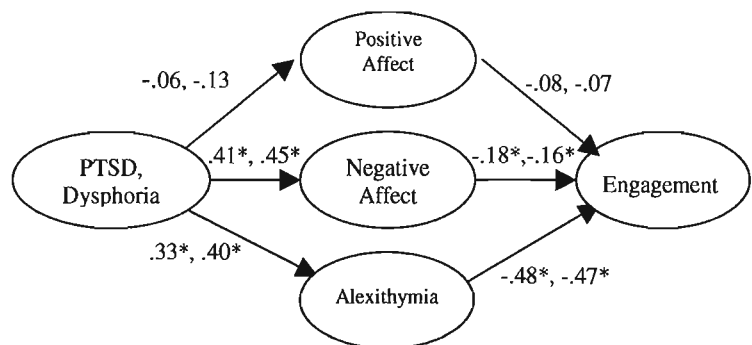 Positive
Affect
-.06, -.13
-.08, -.07
PTSD,
Dysphoria
.41*, .45*
Negative
Affect
-.18*,-.16*
Engagement
.33*, .40*
Alexithymia
-.48*, -.47*